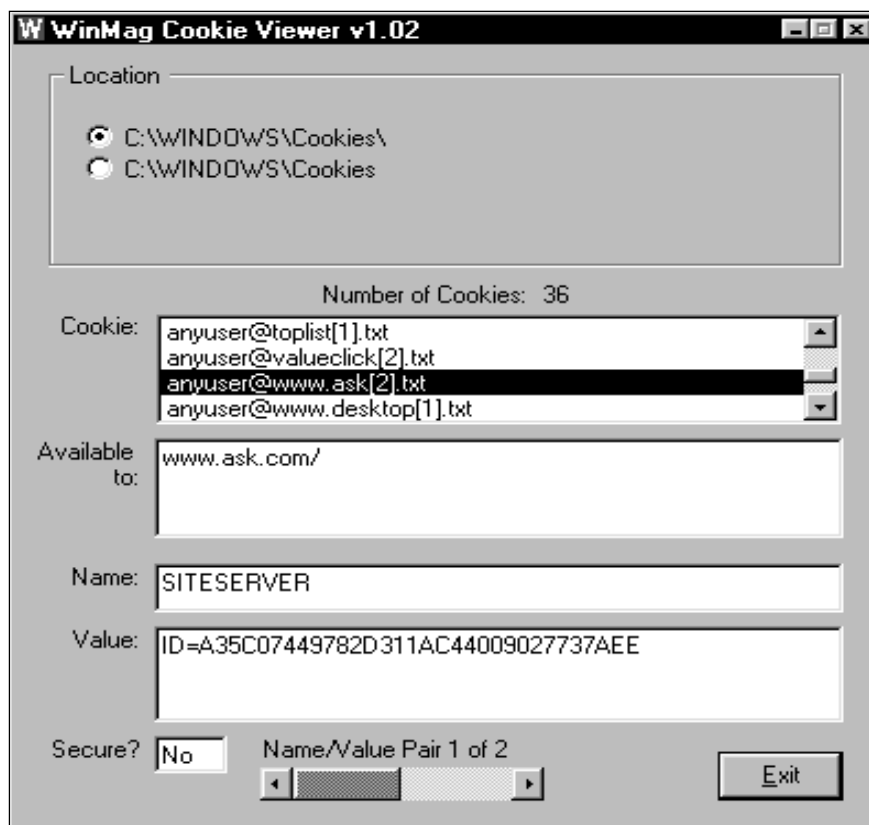 W WinMag Cookie Viewer v1.02
Location
C:\WINDOWS\Cookies\
C:\WINDOWS\Cookies
Number of Cookies: 36
Cookie:
anyuser@toplist[1].txt
anyuser@valueclick[2].txt
anyuser@www.ask[2].txt
anyuser@www.desktop[1].txt
Available
to:
www.ask.com/
Name:
SITESERVER
Value:
ID=A35C07449782D311AC44009027737AEE
Secure?
No
Name/Value Pair 1 of 2
Exit